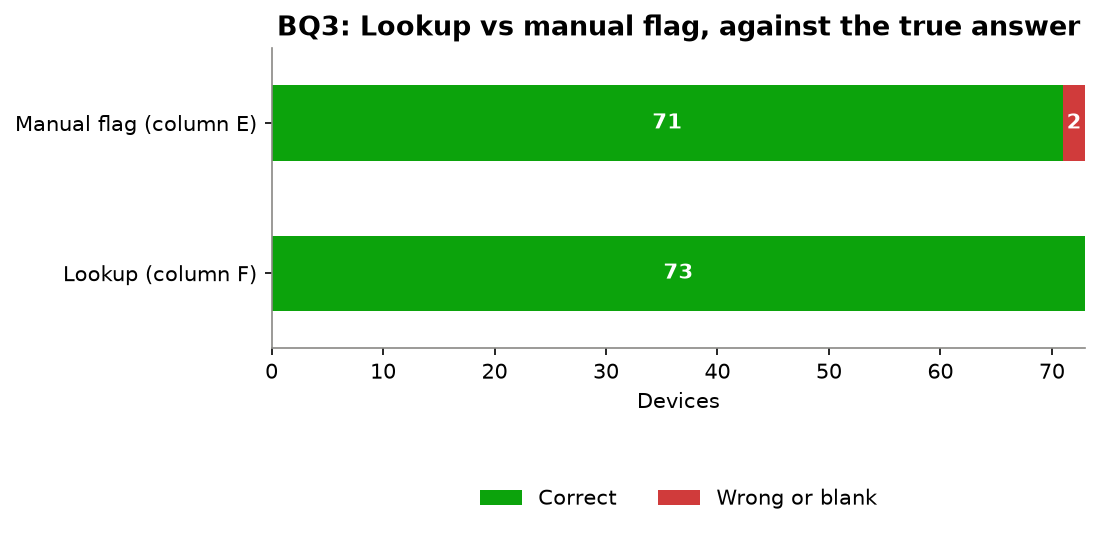 BQ3: Lookup vs manual flag, against the true answer
Manual flag (column E)
71
2
Lookup (column F)
73
0
10
20
30
40
50
60
70
Devices
Correct
Wrong or blank